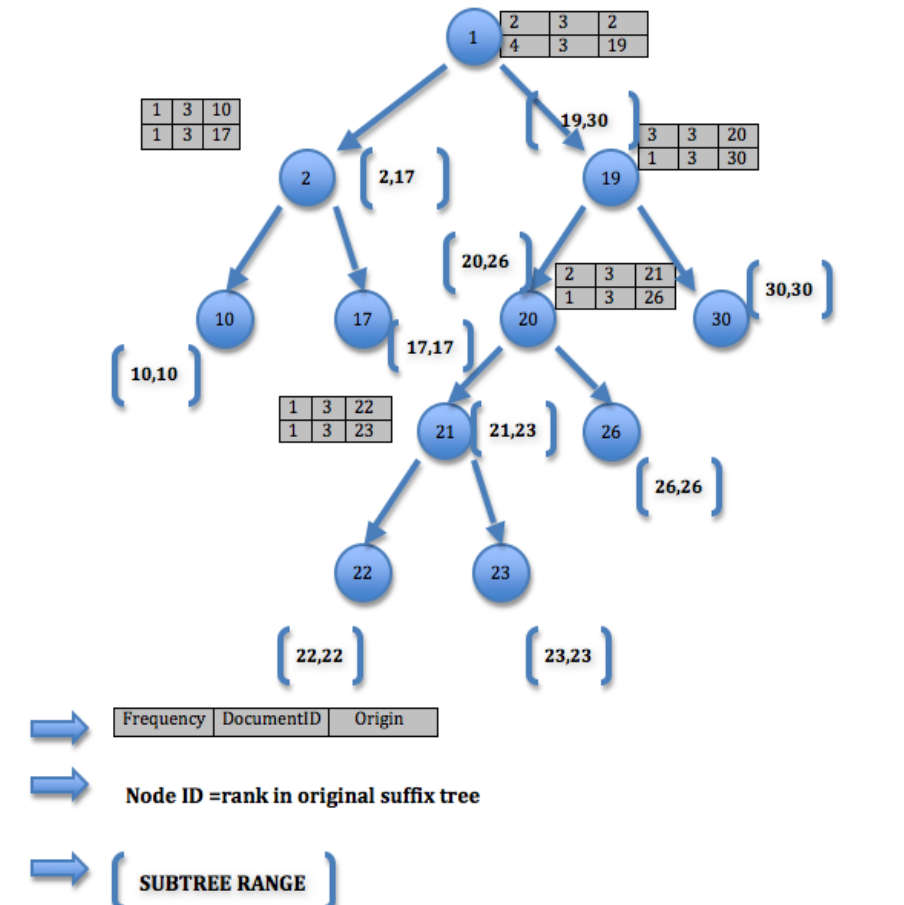 1
2 3 2
4 3 19
1 3 10
1 3 17
19,30
3 3 20
1 3 30
2
2,17
19
20,26
2 3 21
1 3 26
30,30
10
17
20
30
10,10
17,17
1 3 22
1 3 23
21
21,23
26
26,26
22
23
22,22
23,23
Frequency DocumentID Origin
Node ID =rank in original suffix tree
SUBTREE RANGE